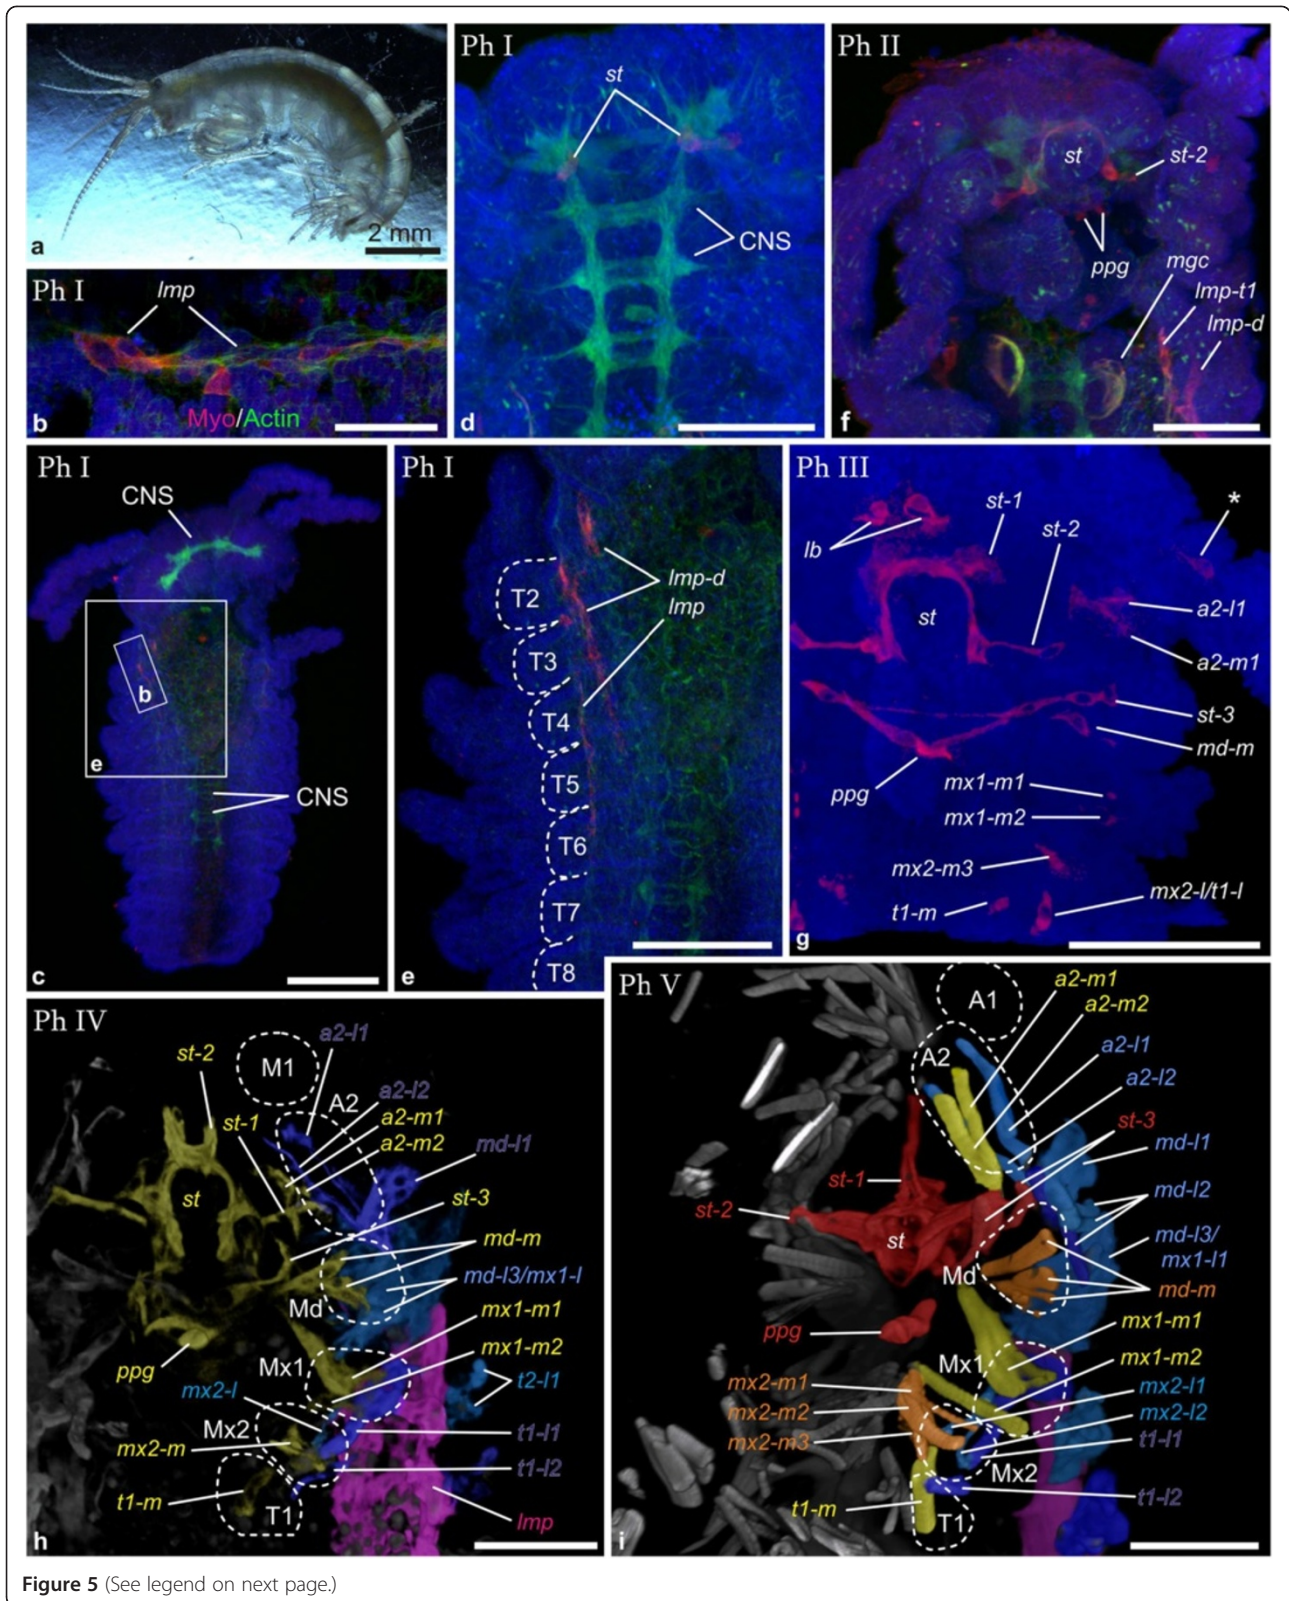 a
2 mm
Ph I
lmp
Myo/Actin
b
Ph I
st
CNS
d
Ph II
st
st-2
ppg
mgc
lmp-t1
lmp-d
f
Ph I
CNS
b
e
CNS
c
Ph I
lmp-d
lmp
T2
T3
T4
T5
T6
T7
T8
e
Ph III
lb
st-1
st-2
*
st
a2-l1
a2-m1
st-3
md-m
ppg
mx1-m1
mx1-m2
mx2-m3
t1-m
mx2-l/t1-l
g
Ph IV
a2-l1
st-2
M1
A2
a2-l2
st-1
a2-m1
a2-m2
md-l1
st
st-3
md-m
md-l3/mx1-l
Md
mx1-m1
mx1-m2
ppg
Mx1
mx2-l
t2-l1
Mx2
mx2-m
t1-l1
t1-l2
t1-m
T1
lmp
h
Ph V
a2-m1
A1
a2-m2
A2
a2-l1
a2-l2
st-3
md-l1
st-1
md-l2
st-2
st
md-l3/
mx1-l1
Md
md-m
ppg
mx1-m1
Mx1
mx1-m2
mx2-m1
mx2-l1
mx2-m2
mx2-l2
mx2-m3
t1-l1
Mx2
t1-l2
t1-m
T1
i
Figure 5 (See legend on next page.)